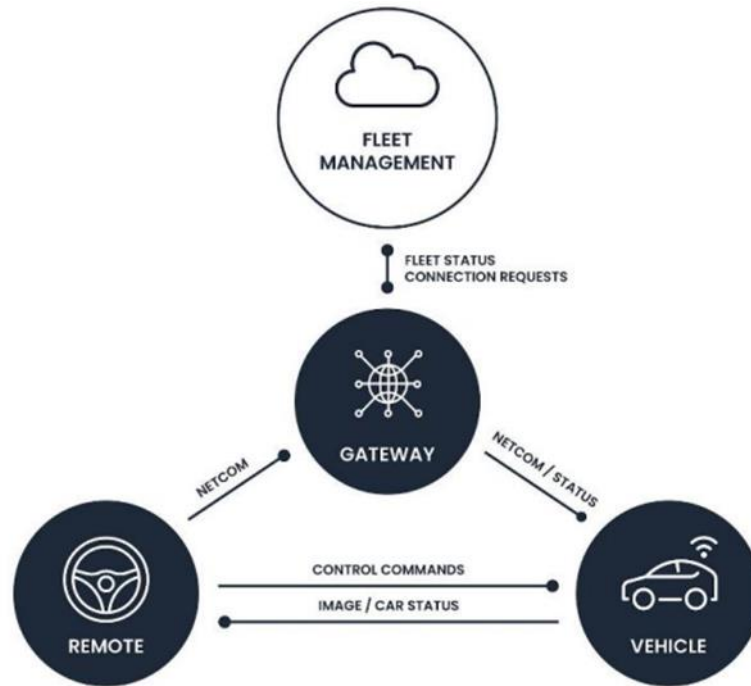 FLEET
MANAGEMENT
FLEET STATUS
CONNECTION REQUESTS
GATEWAY
NETCOM
NETCOM / STATUS
CONTROL COMMANDS
IMAGE / CAR STATUS
REMOTE
VEHICLE